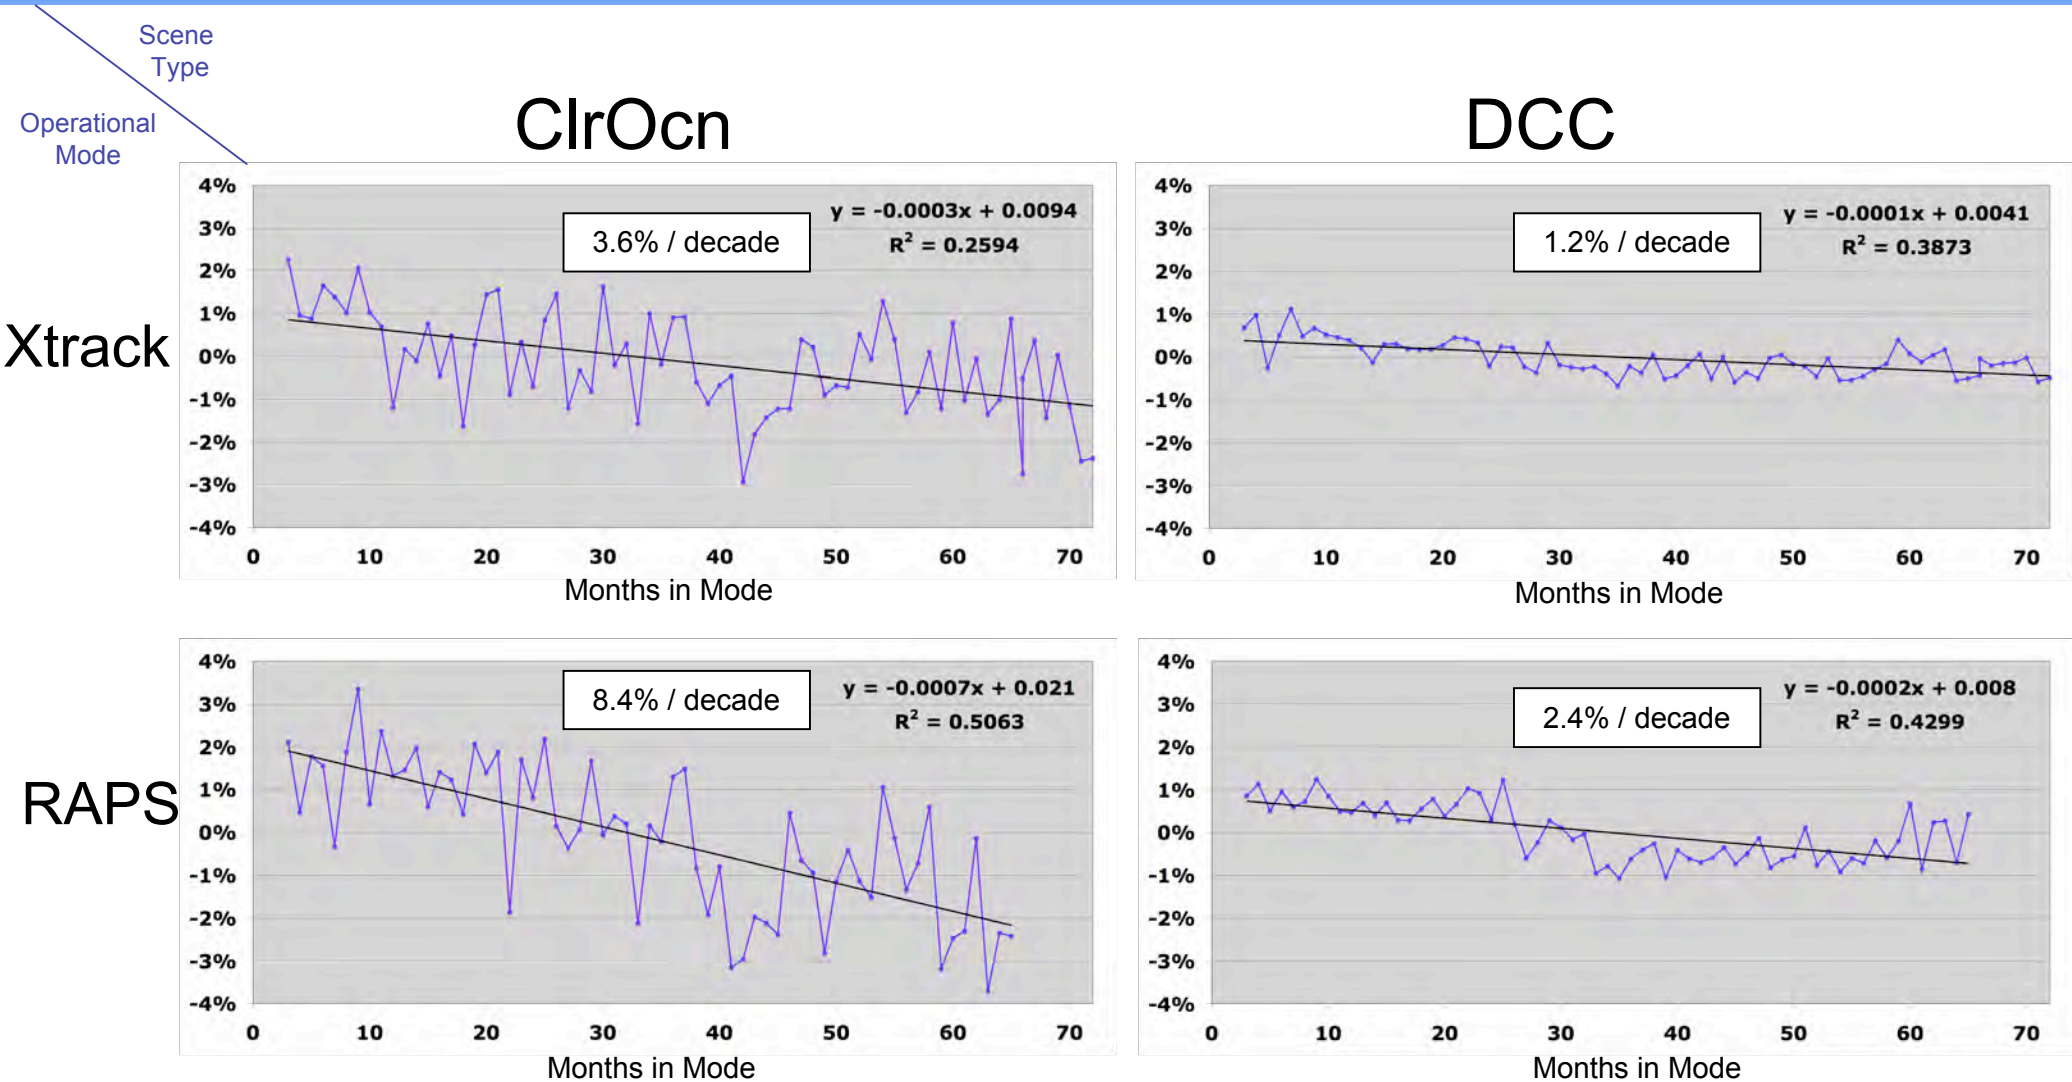 Scene
Type
Operational
Mode
ClrOcn
DCC
Xtrack
4%
3%
2%
1%
0%
-1%
-2%
-3%
-4%
3.6% / decade
y = -0.0003x + 0.0094
R² = 0.2594
0 10 20 30 40 50 60 70
Months in Mode
4%
3%
2%
1%
0%
-1%
-2%
-3%
-4%
1.2% / decade
y = -0.0001x + 0.0041
R² = 0.3873
0 10 20 30 40 50 60 70
Months in Mode
RAPS
4%
3%
2%
1%
0%
-1%
-2%
-3%
-4%
8.4% / decade
y = -0.0007x + 0.021
R² = 0.5063
0 10 20 30 40 50 60 70
Months in Mode
4%
3%
2%
1%
0%
-1%
-2%
-3%
-4%
2.4% / decade
y = -0.0002x + 0.008
R² = 0.4299
0 10 20 30 40 50 60 70
Months in Mode